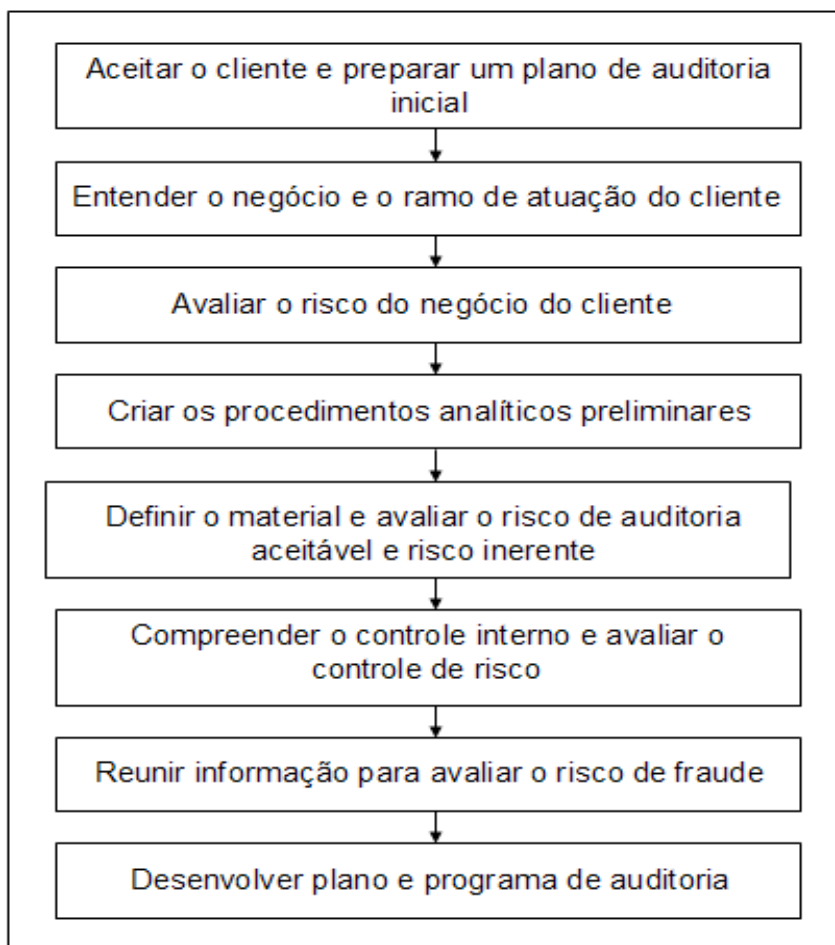 Aceitar o cliente e preparar um plano de auditoria
inicial
Entender o negócio e o ramo de atuação do cliente
Avaliar o risco do negócio do cliente
Criar os procedimentos analíticos preliminares
Definir o material e avaliar o risco de auditoria
aceitável e risco inerente
Compreender o controle interno e avaliar o
controle de risco
Reunir informação para avaliar o risco de fraude
Desenvolver plano e programa de auditoria